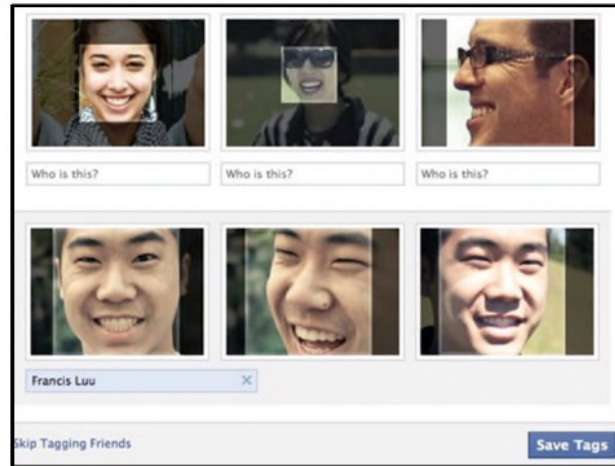 Who is this?
Who is this?
Who is this?
Francis Luu
Skip Tagging Friends
Save Tags